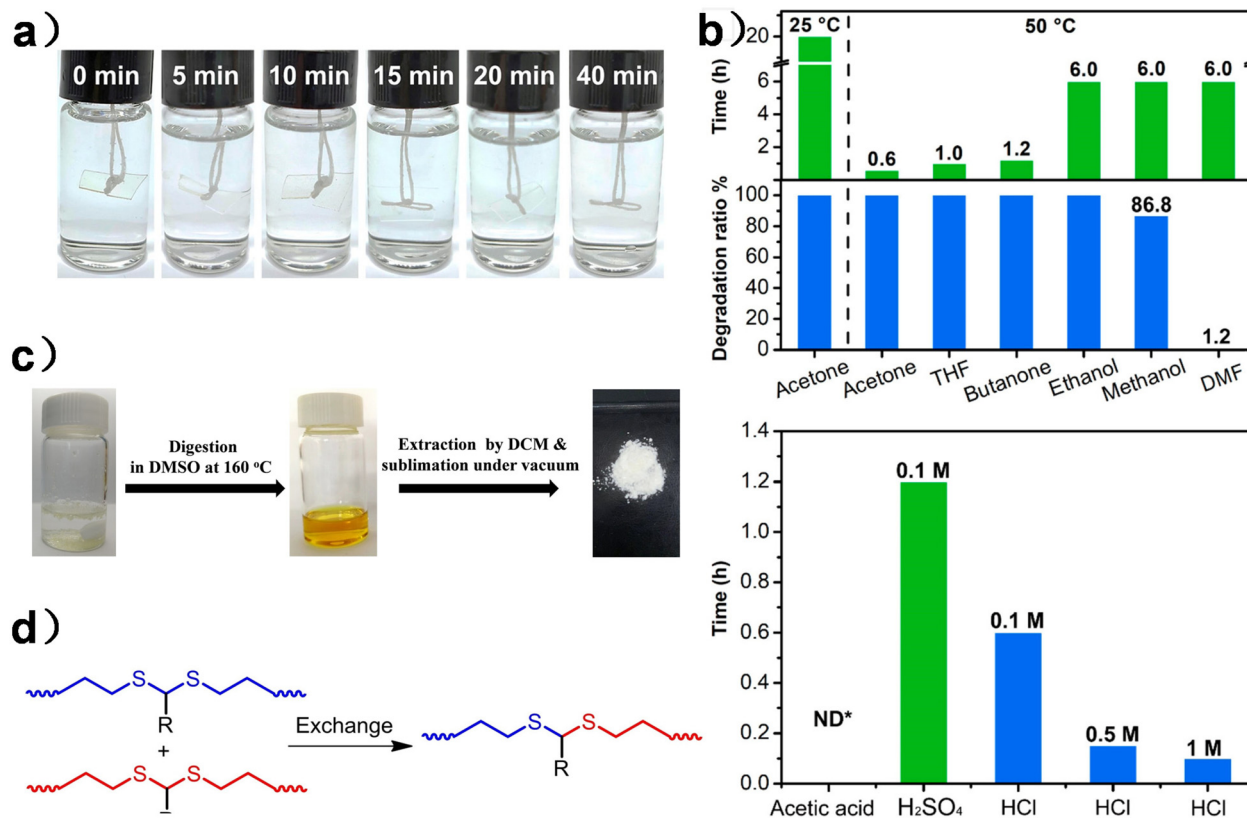 a）
0 min 5 min 10 min 15 min 20 min 40 min
b）
25 °C
50 °C
Time (h)
20
6
4
2
0.6
1.0
1.2
6.0
6.0
6.0
Degradation ratio %
100
80
60
40
20
0
86.8
1.2
Acetone Acetone THF Butanone Ethanol Methanol DMF
c）
Digestion
in DMSO at 160 °C
Extraction by DCM &
sublimation under vacuum
d）
S S
R
+
S S
Exchange
S S
R
Time (h)
1.4
1.2
1.0
0.8
0.6
0.4
0.2
0.0
ND*
0.1 M
0.1 M
0.5 M
1 M
Acetic acid H₂SO₄ HCl HCl HCl